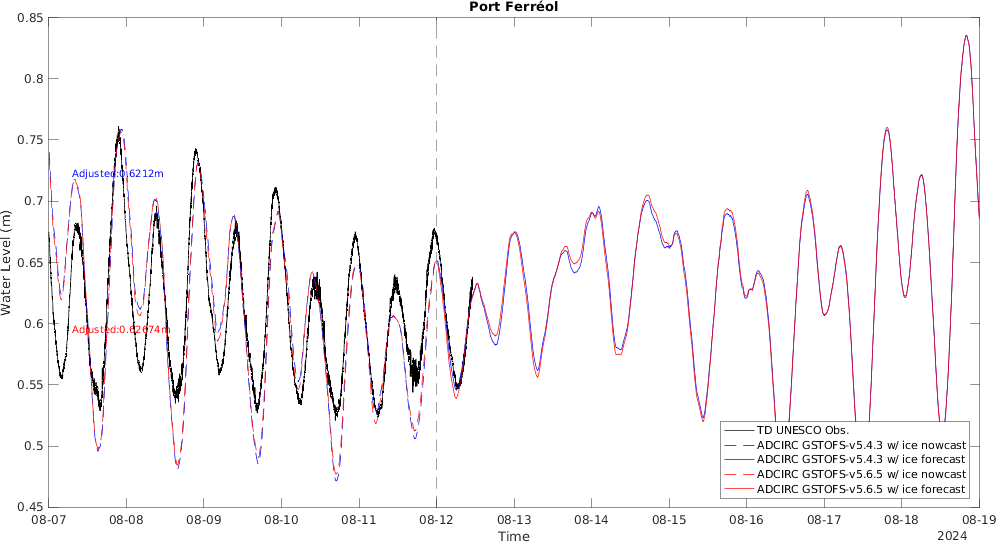 Port Ferréol
0.85
0.8
0.75
0.7
0.65
0.6
0.55
0.5
0.45
Water Level (m)
Adjusted:0.6212m
Adjusted:0.62674m
TD UNESCO Obs.
ADCIRC GSTOFS-v5.4.3 w/ ice nowcast
ADCIRC GSTOFS-v5.4.3 w/ ice forecast
ADCIRC GSTOFS-v5.6.5 w/ ice nowcast
ADCIRC GSTOFS-v5.6.5 w/ ice forecast
08-07 08-08 08-09 08-10 08-11 08-12 08-13 08-14 08-15 08-16 08-17 08-18 08-19
Time
2024